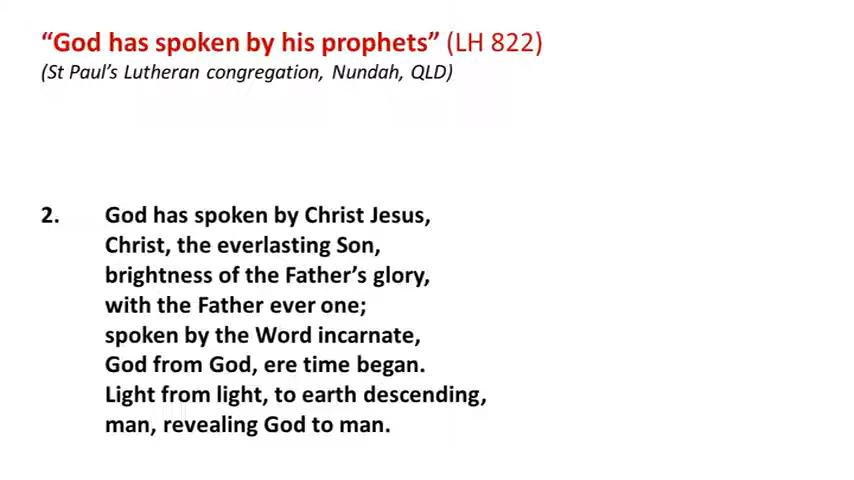 “God has spoken by his prophets” (LH 822)
(St Paul’s Lutheran congregation, Nundah, QLD)
2. God has spoken by Christ Jesus,
Christ, the everlasting Son,
brightness of the Father’s glory,
with the Father ever one;
spoken by the Word incarnate,
God from God, ere time began.
Light from light, to earth descending,
man, revealing God to man.